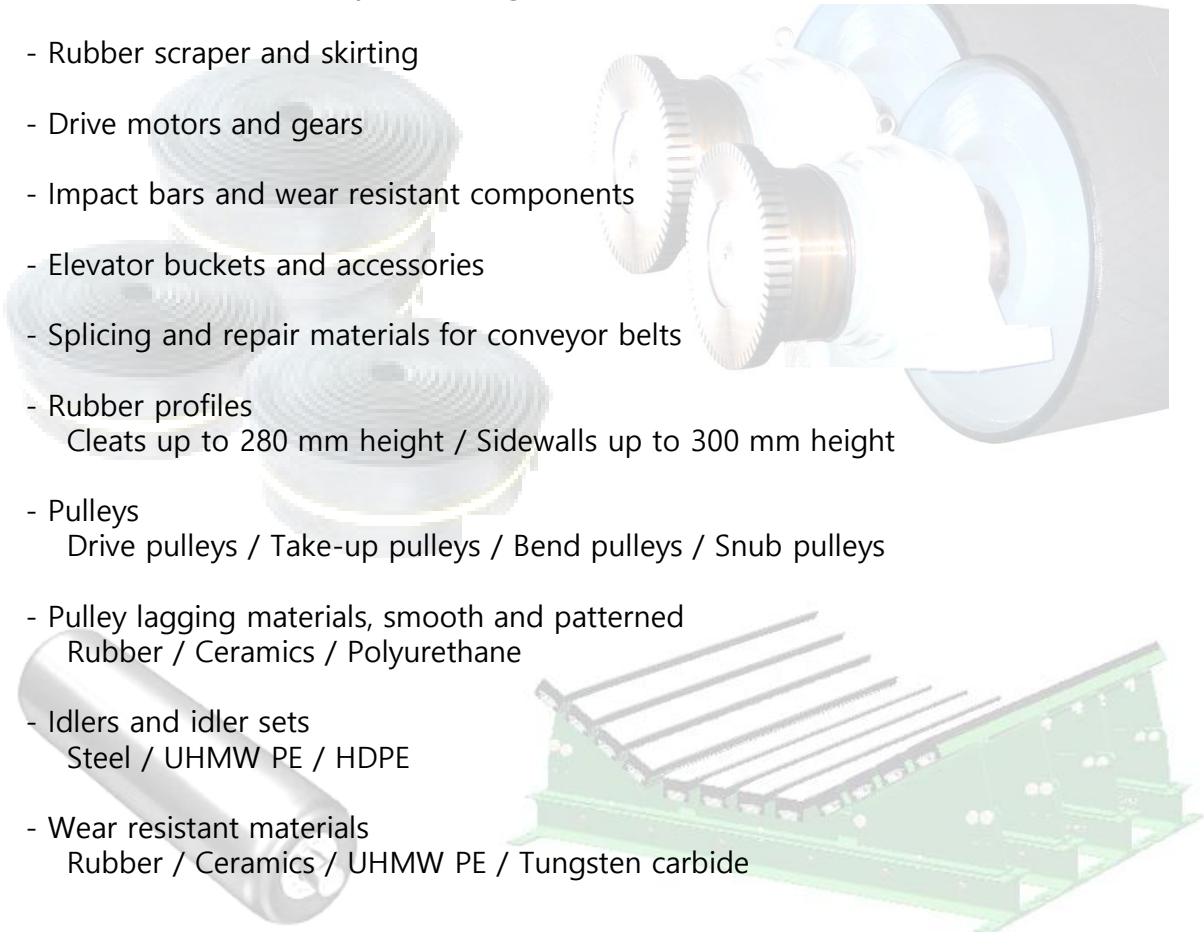 - Rubber scraper and skirting
- Drive motors and gears
- Impact bars and wear resistant components
- Elevator buckets and accessories
- Splicing and repair materials for conveyor belts
- Rubber profiles
Cleats up to 280 mm height / Sidewalls up to 300 mm height
- Pulleys
Drive pulleys / Take-up pulleys / Bend pulleys / Snub pulleys
- Pulley lagging materials, smooth and patterned
Rubber / Ceramics / Polyurethane
- Idlers and idler sets
Steel / UHMW PE / HDPE
- Wear resistant materials
Rubber / Ceramics / UHMW PE / Tungsten carbide